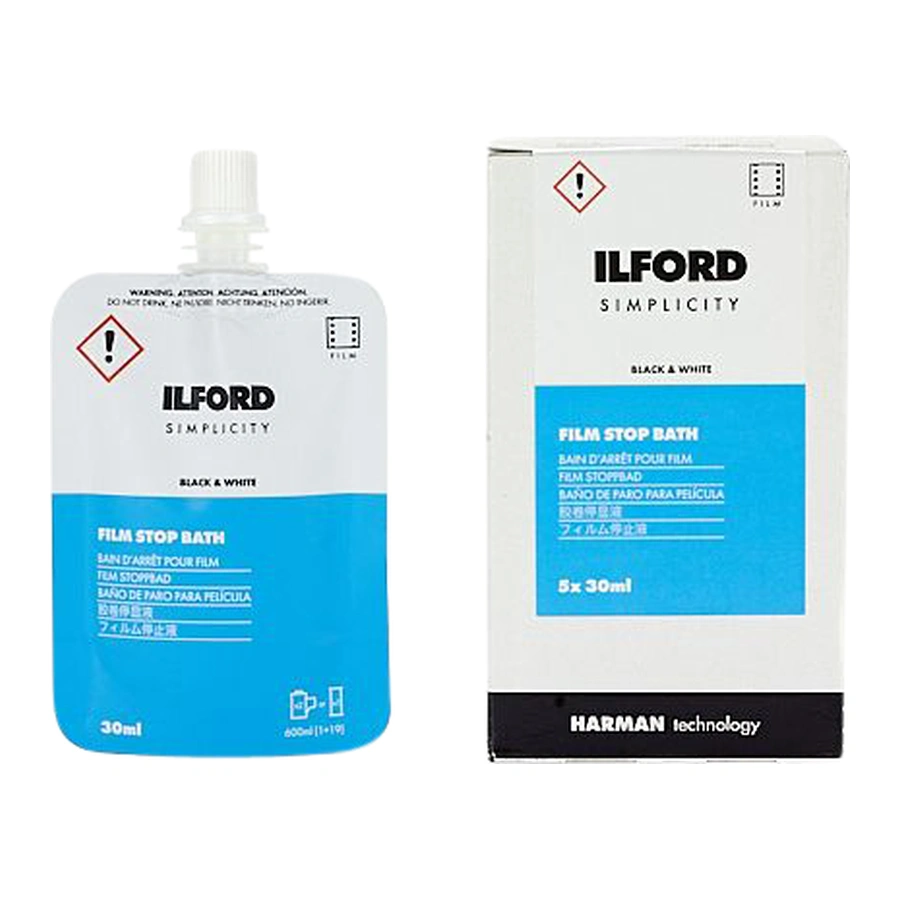 WARNING, ATTENTION, ACHTUNG, ATENCIÓN.
DO NOT DRINK, NE PAS BOIRE, NICHT TRINKEN, NO INGERIR.
!
FILM
ILFORD
SIMPLICITY
BLACK & WHITE
FILM STOP BATH
BAIN D'ARRÊT POUR FILM
FILM STOPPBAD
BAÑO DE PARO PARA PELÍCULA
胶卷停显液
フィルム停止液
30ml
or
600ml (1+19)
!
FILM
ILFORD
SIMPLICITY
BLACK & WHITE
FILM STOP BATH
BAIN D'ARRÊT POUR FILM
FILM STOPPBAD
BAÑO DE PARO PARA PELÍCULA
胶卷停显液
フィルム停止液
5x 30ml
HARMAN technology